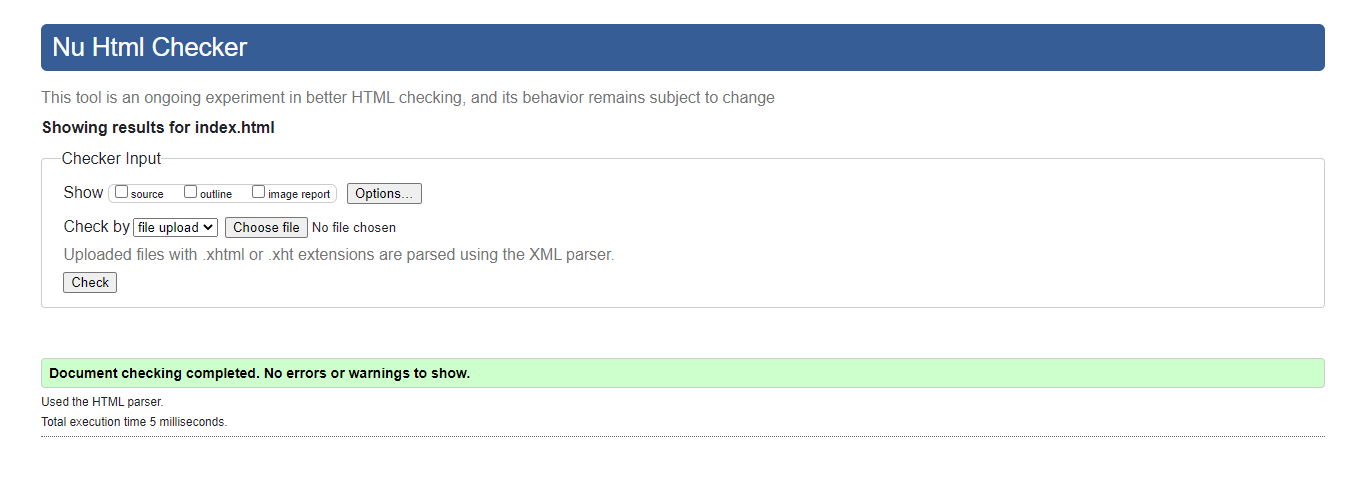 Nu Html Checker
This tool is an ongoing experiment in better HTML checking, and its behavior remains subject to change
Showing results for index.html
Checker Input
Show source outline image report Options...
Check by file upload Choose file No file chosen
Uploaded files with .xhtml or .xht extensions are parsed using the XML parser.
Check
Document checking completed. No errors or warnings to show.
Used the HTML parser.
Total execution time 5 milliseconds.